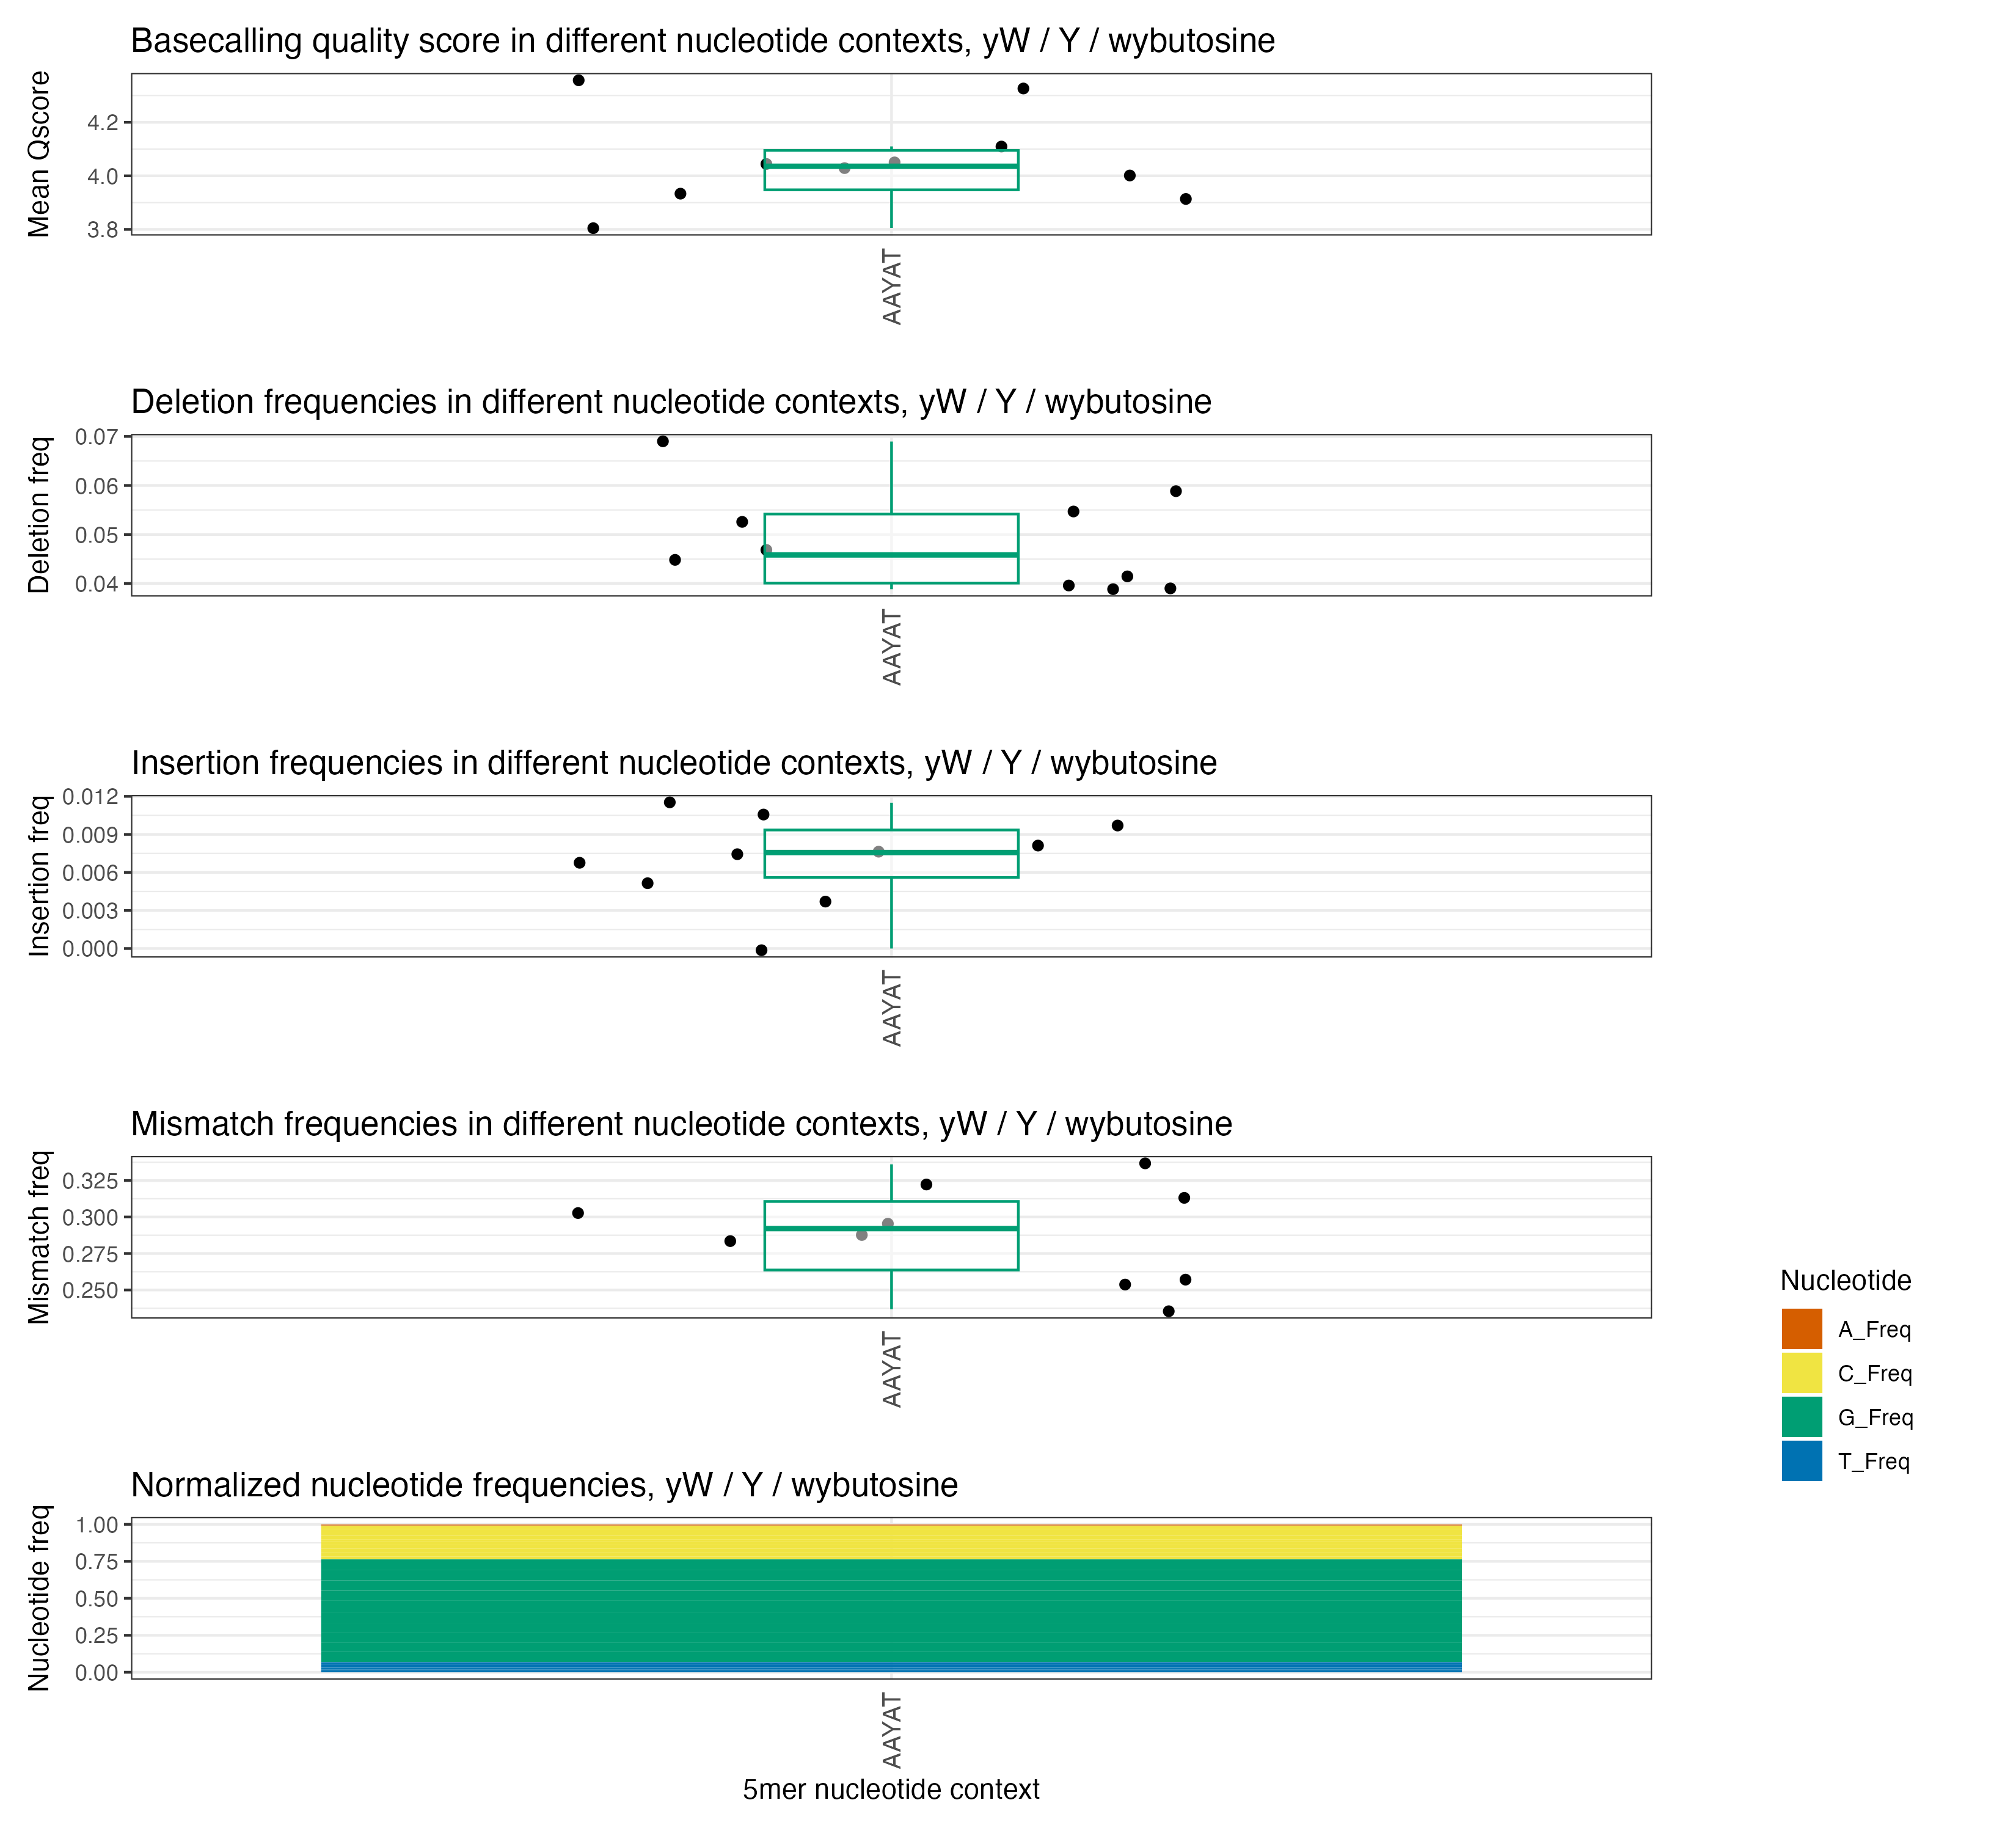 Basecalling quality score in different nucleotide contexts, yW / Y / wybutosine
Mean Qscore
4.2
4.0
3.8
AAYAT
Deletion frequencies in different nucleotide contexts, yW / Y / wybutosine
Deletion freq
0.07
0.06
0.05
0.04
AAYAT
Insertion frequencies in different nucleotide contexts, yW / Y / wybutosine
Insertion freq
0.012
0.009
0.006
0.003
0.000
AAYAT
Mismatch frequencies in different nucleotide contexts, yW / Y / wybutosine
Mismatch freq
0.325
0.300
0.275
0.250
AAYAT
Nucleotide
A_Freq
C_Freq
G_Freq
T_Freq
Normalized nucleotide frequencies, yW / Y / wybutosine
Nucleotide freq
1.00
0.75
0.50
0.25
0.00
AAYAT
5mer nucleotide context